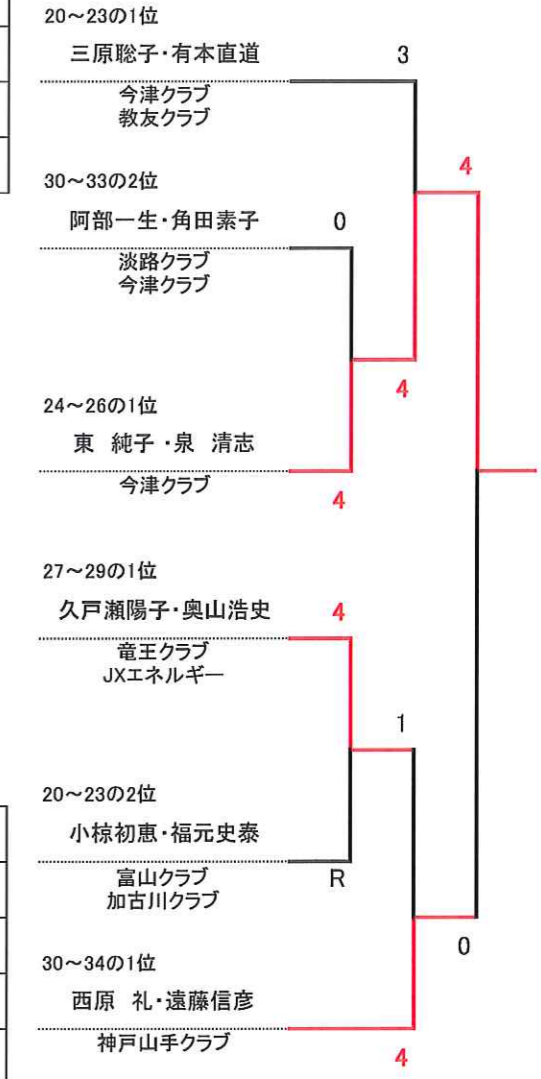 20～23の1位
三原聡子・有本直道
3
今津クラブ
教友クラブ
4
30～33の2位
阿部一生・角田素子
0
淡路クラブ
今津クラブ
4
24～26の1位
東 純子 ・泉 清志
今津クラブ
4
27～29の1位
久戸瀬陽子・奥山浩史
4
竜王クラブ
JXエネルギー
1
20～23の2位
小椋初恵・福元史泰
富山クラブ
R
加古川クラブ
0
30～34の1位
西原 礼・遠藤信彦
神戸山手クラブ
4